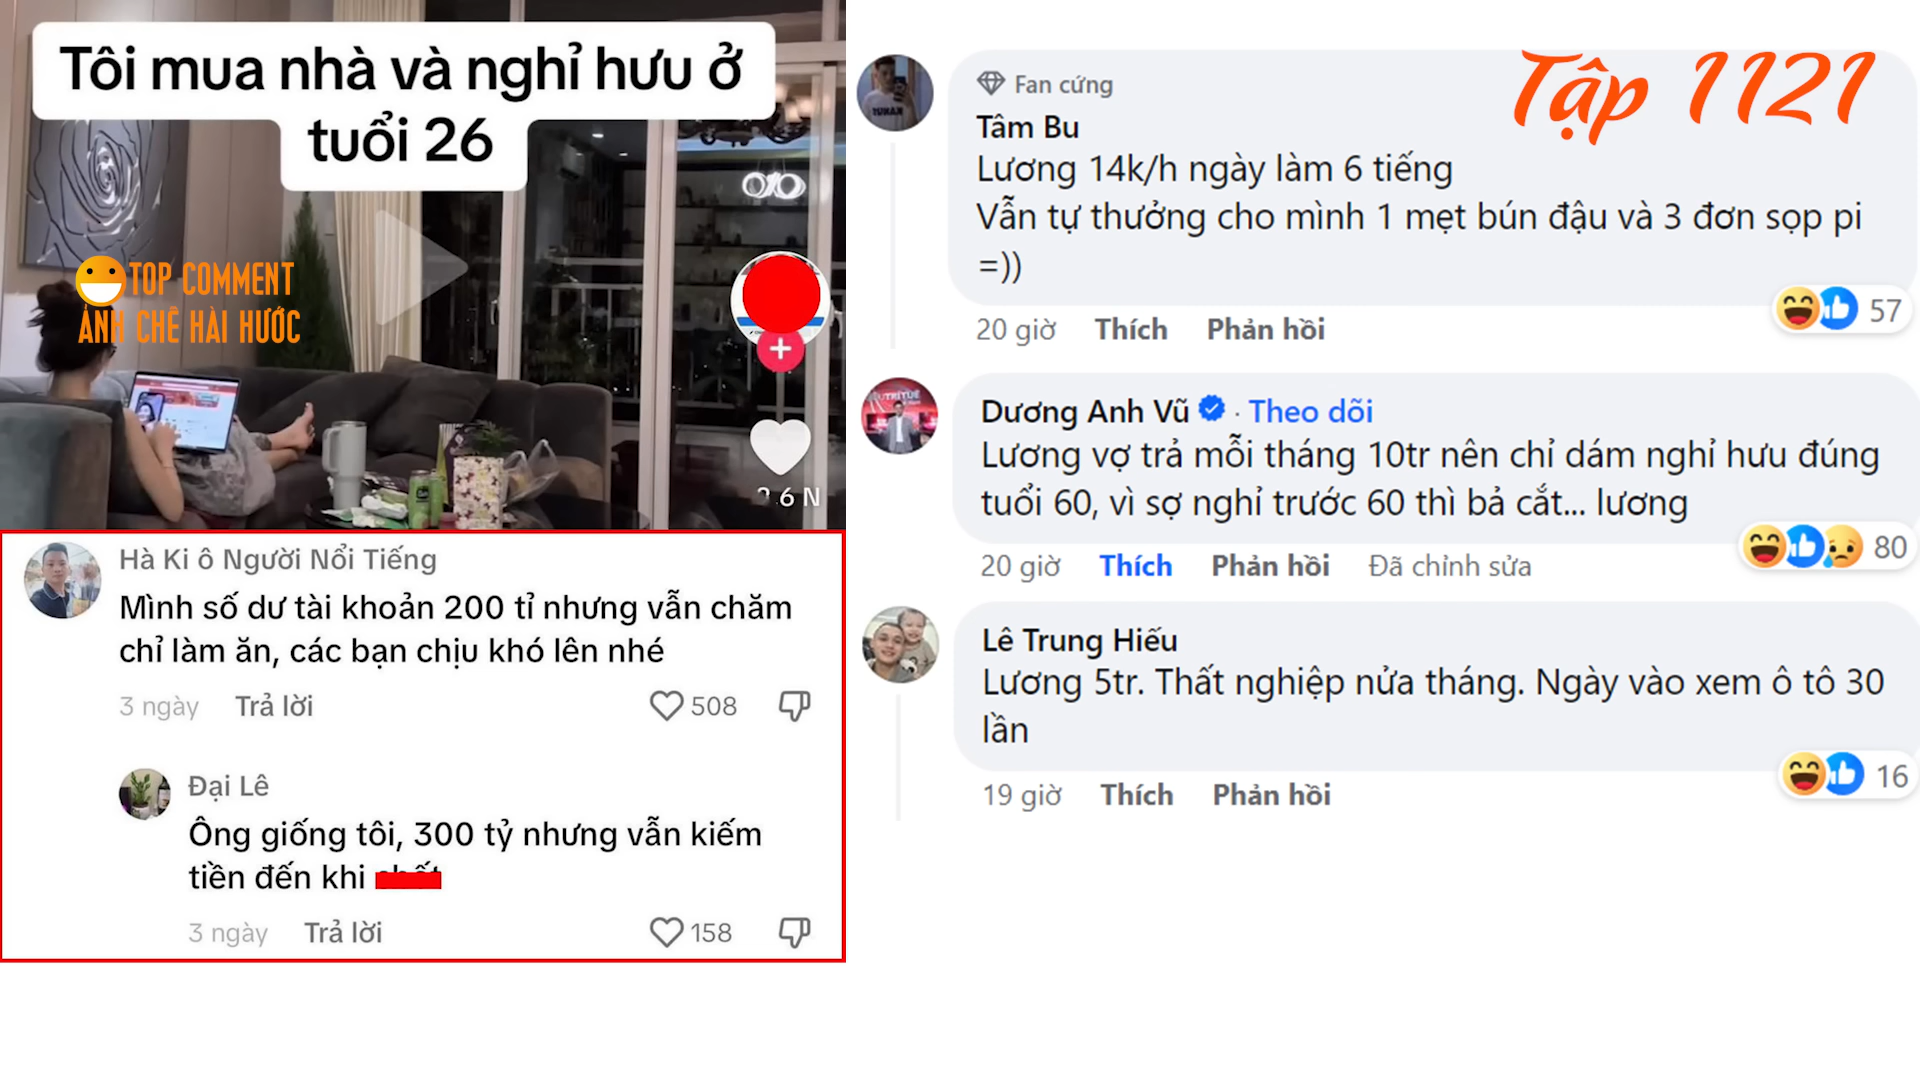 Tôi mua nhà và nghỉ hưu ở
tuổi 26
TOP COMMENT
ẢNH CHẾ HÀI HƯỚC
6 N
Hà Ki ô Người Nổi Tiếng
Mình số dư tài khoản 200 tỉ nhưng vẫn chăm
chỉ làm ăn, các bạn chịu khó lên nhé
3 ngày Trả lời 508
Đại Lê
Ông giống tôi, 300 tỷ nhưng vẫn kiếm
tiền đến khi
3 ngày Trả lời 158
Tập 1121
Fan cứng
Tâm Bu
Lương 14k/h ngày làm 6 tiếng
Vẫn tự thưởng cho mình 1 mẹt bún đậu và 3 đơn sọp pi
=))
57
20 giờ Thích Phản hồi
Dương Anh Vũ · Theo dõi
Lương vợ trả mỗi tháng 10tr nên chỉ dám nghỉ hưu đúng
tuổi 60, vì sợ nghỉ trước 60 thì bả cắt... lương
80
20 giờ Thích Phản hồi Đã chỉnh sửa
Lê Trung Hiếu
Lương 5tr. Thất nghiệp nửa tháng. Ngày vào xem ô tô 30
lần
16
19 giờ Thích Phản hồi